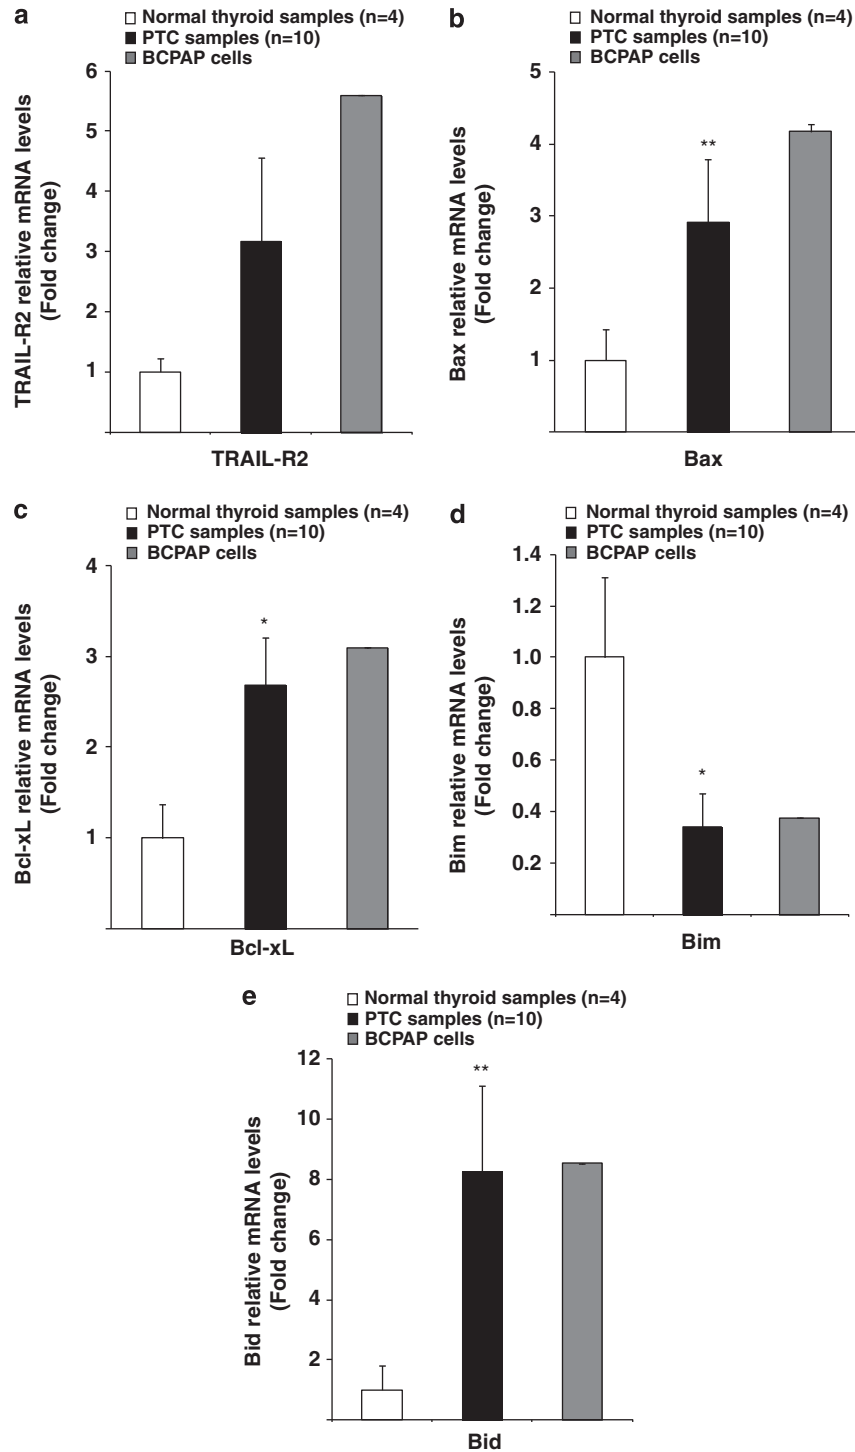 a
Normal thyroid samples (n=4)
PTC samples (n=10)
BCPAP cells
TRAIL-R2 relative mRNA levels
(Fold change)
6
5
4
3
2
1
TRAIL-R2
b
Normal thyroid samples (n=4)
PTC samples (n=10)
BCPAP cells
Bax relative mRNA levels
(Fold change)
5
4
3
2
1
**
Bax
c
Normal thyroid samples (n=4)
PTC samples (n=10)
BCPAP cells
Bcl-xL relative mRNA levels
(Fold change)
4
3
2
1
*
Bcl-xL
d
Normal thyroid samples (n=4)
PTC samples (n=10)
BCPAP cells
Bim relative mRNA levels
(Fold change)
1.4
1.2
1.0
0.8
0.6
0.4
0.2
*
Bim
e
Normal thyroid samples (n=4)
PTC samples (n=10)
BCPAP cells
Bid relative mRNA levels
(Fold change)
12
10
8
6
4
2
**
Bid